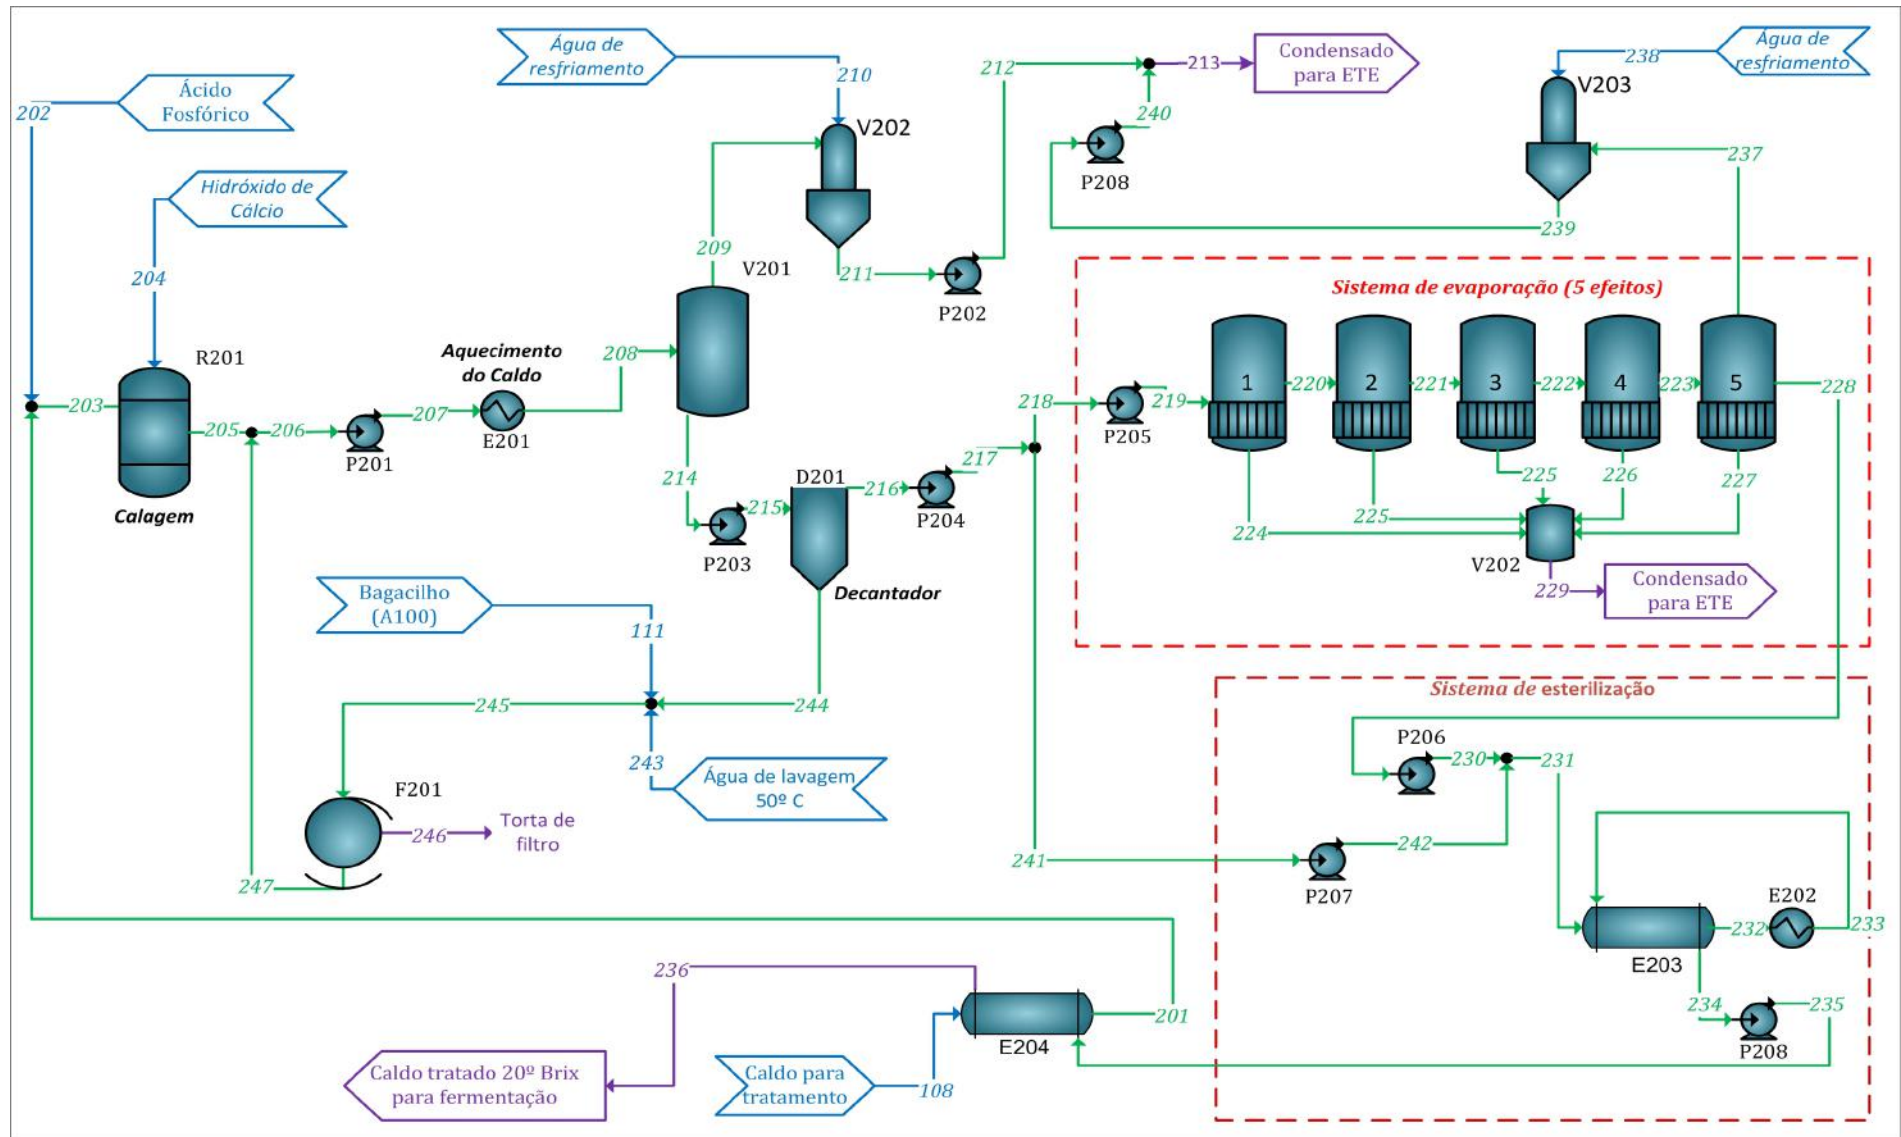 Água de
resfriamento
210
212
213
Condensado
para ETE
238
Água de
resfriamento
202
Ácido
Fosfórico
V202
240
V203
P208
237
Hidróxido de
Cálcio
204
209
239
V201
211
P202
Sistema de evaporação (5 efeitos)
R201
Aquecimento
do Caldo
208
203
205
206
207
P201
E201
218
P205
219
1
220
2
221
3
222
4
223
5
228
217
214
D201
216
P204
215
P203
Calagem
224
225
225
226
227
V202
229
Condensado
para ETE
Bagacilho
(A100)
111
Decantador
245
244
Sistema de esterilização
P206
230
231
243
Água de lavagem
50º C
F201
246
Torta de
filtro
247
241
P207
242
E202
232
233
E203
234
235
P208
236
201
E204
Caldo tratado 20º Brix
para fermentação
Caldo para
tratamento
108